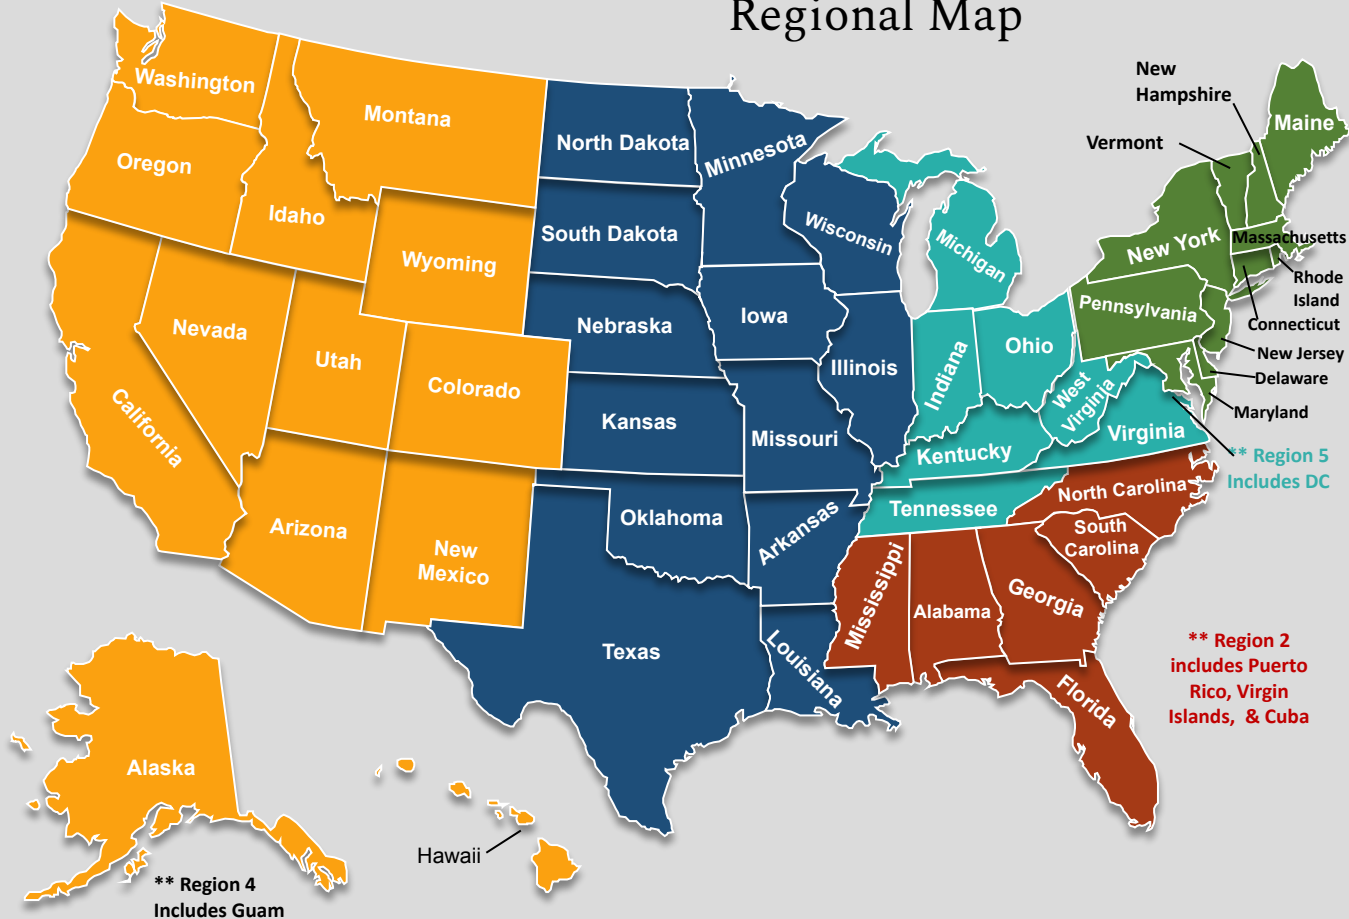 Regional Map
Washington
Montana
Oregon
Idaho
Wyoming
Nevada
Utah
Colorado
California
Arizona
New
Mexico
North Dakota
Minnesota
South Dakota
Wisconsin
Nebraska
Iowa
Illinois
Kansas
Missouri
Oklahoma
Arkansas
Texas
Louisiana
Michigan
Indiana
Ohio
West
Virginia
Virginia
Kentucky
Tennessee
** Region 5
Includes DC
New
Hampshire
Vermont
Maine
New York
Massachusetts
Rhode
Island
Connecticut
Pennsylvania
New Jersey
Delaware
Maryland
North Carolina
South
Carolina
Mississippi
Alabama
Georgia
Florida
** Region 2
includes Puerto
Rico, Virgin
Islands, & Cuba
Alaska
Hawaii
** Region 4
Includes Guam